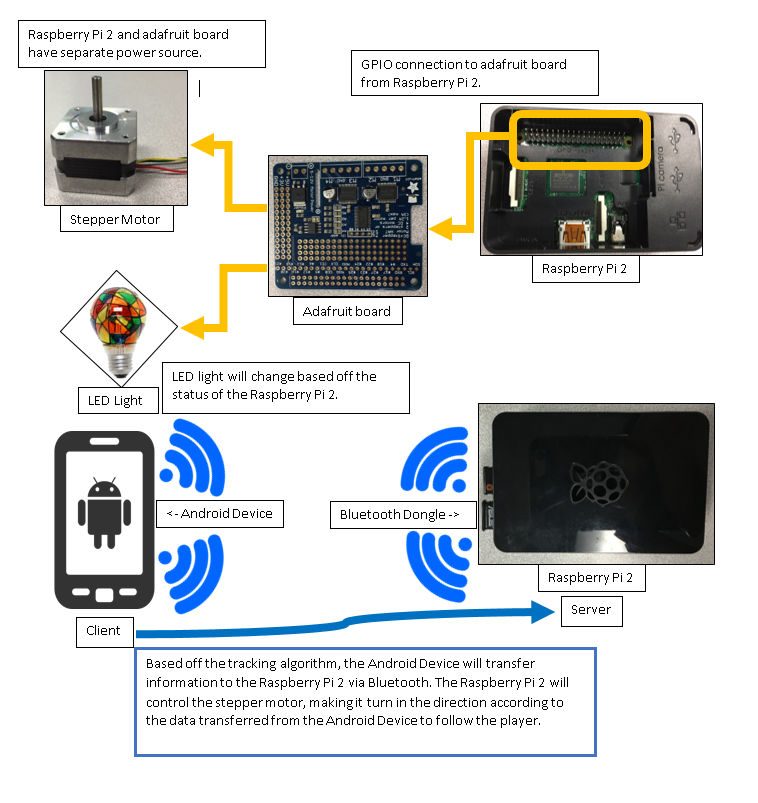 Raspberry Pi 2 and adafruit board
have separate power source.
GPIO connection to adafruit board
from Raspberry Pi 2.
Pi camera
Stepper Motor
Raspberry Pi 2
Adafruit board
LED Light
LED light will change based off the
status of the Raspberry Pi 2.
<- Android Device
Bluetooth Dongle ->
Raspberry Pi 2
Client
Server
Based off the tracking algorithm, the Android Device will transfer
information to the Raspberry Pi 2 via Bluetooth. The Raspberry Pi 2 will
control the stepper motor, making it turn in the direction according to
the data transferred from the Android Device to follow the player.